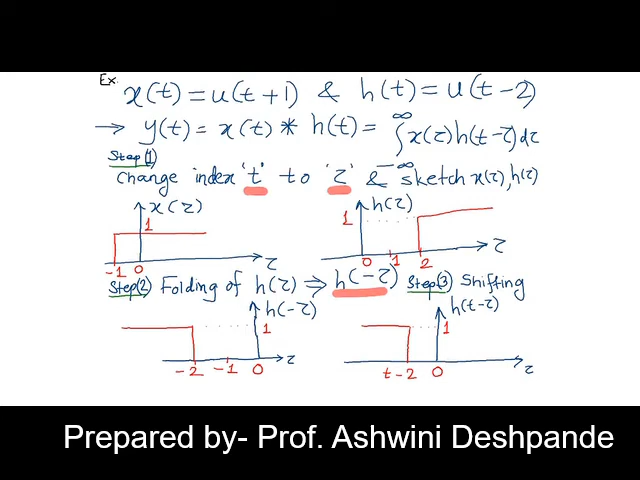 Ex.
x(t) = u(t+1) & h(t) = u(t-2)
→ y(t) = x(t) * h(t) = ∫_{-∞}^{∞} x(τ)h(t-τ)dτ
Step(1)
change index 't' to 'τ' & sketch x(τ), h(τ)
x(τ)
1
-1 0 τ
h(τ)
1
0 1 2 τ
Step(2) Folding of h(τ) ⇒ h(-τ) Step(3) Shifting
h(-τ)
1
-2 -1 0 τ
h(t-τ)
1
t-2 0 τ
Prepared by- Prof. Ashwini Deshpande